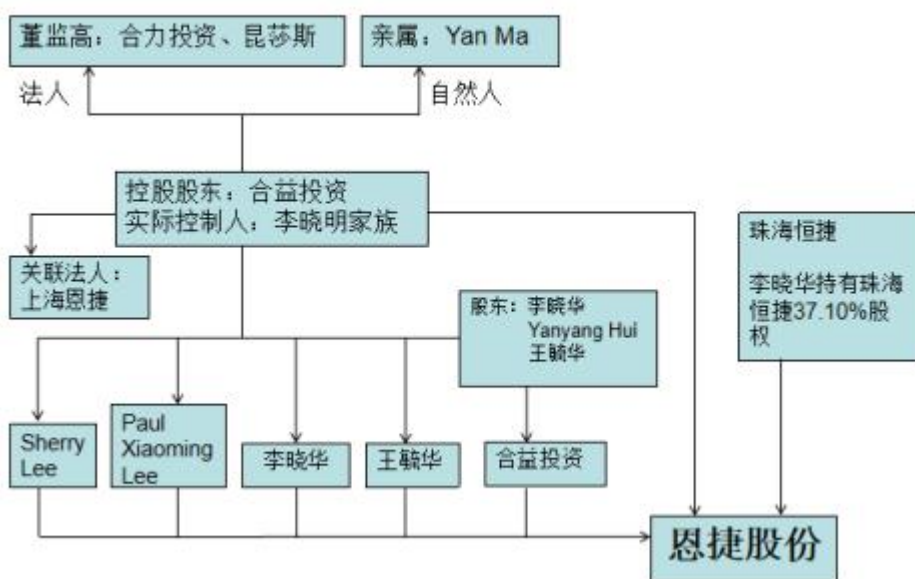 董监高：合力投资、昆莎斯
亲属：Yan Ma
法人
自然人
控股股东：合益投资
实际控制人：李晓明家族
关联法人：
上海恩捷
股东：李晓华
Yanyang Hui
王毓华
珠海恒捷
李晓华持有珠海
恒捷37.10%股
权
Sherry
Lee
Paul
Xiaoming
Lee
李晓华
王毓华
合益投资
恩捷股份